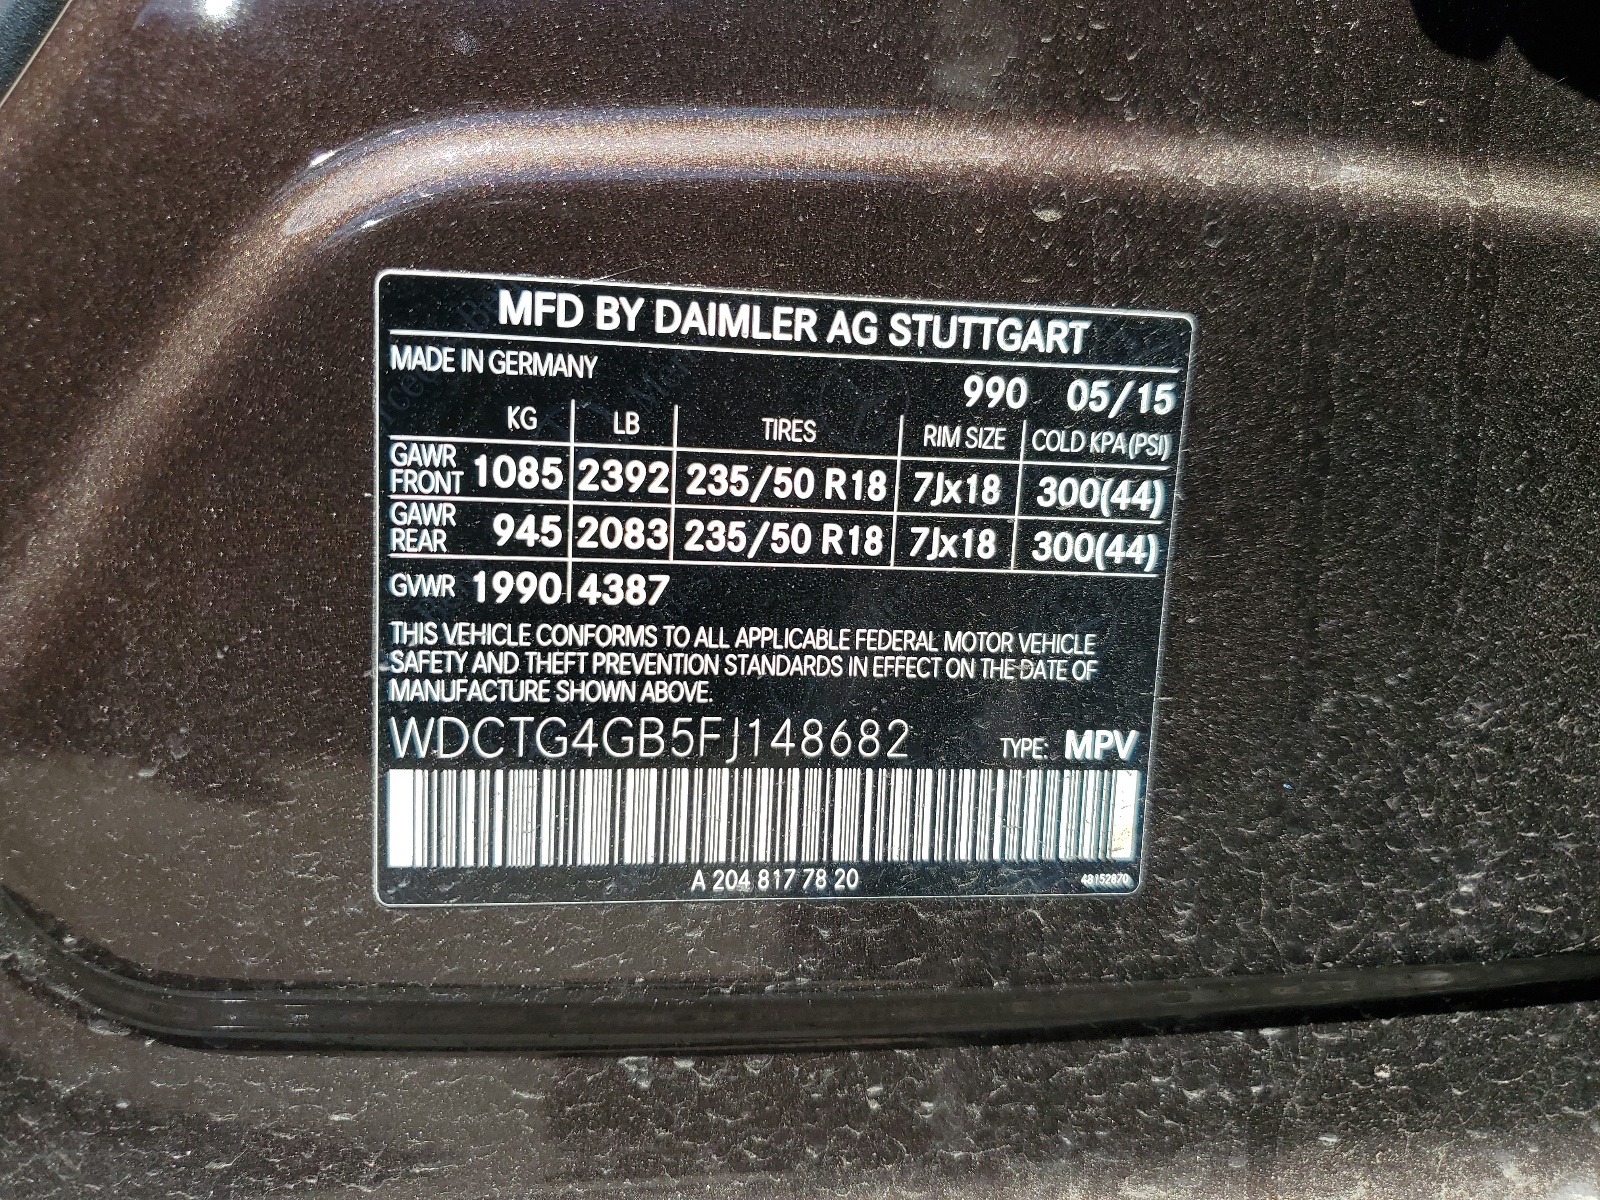 MFD BY DAIMLER AG STUTTGART
MADE IN GERMANY
990 05/15
KG LB TIRES RIM SIZE COLD KPA(PSI)
GAWR FRONT 1085 2392 235/50 R18 7Jx18 300(44)
GAWR REAR 945 2083 235/50 R18 7Jx18 300(44)
GVWR 1990 4387
THIS VEHICLE CONFORMS TO ALL APPLICABLE FEDERAL MOTOR VEHICLE
SAFETY AND THEFT PREVENTION STANDARDS IN EFFECT ON THE DATE OF
MANUFACTURE SHOWN ABOVE.
WDCTG4GB5FJ148682 TYPE: MPV
A 204 817 78 20 48152870